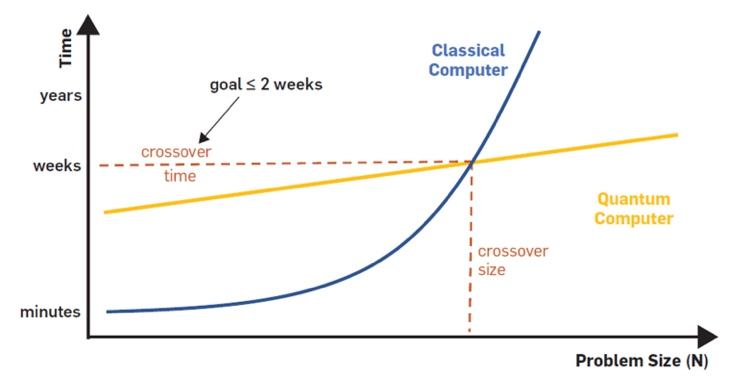 Time
Classical
Computer
goal ≤ 2 weeks
years
crossover
time
weeks
Quantum
Computer
crossover
size
minutes
Problem Size (N)